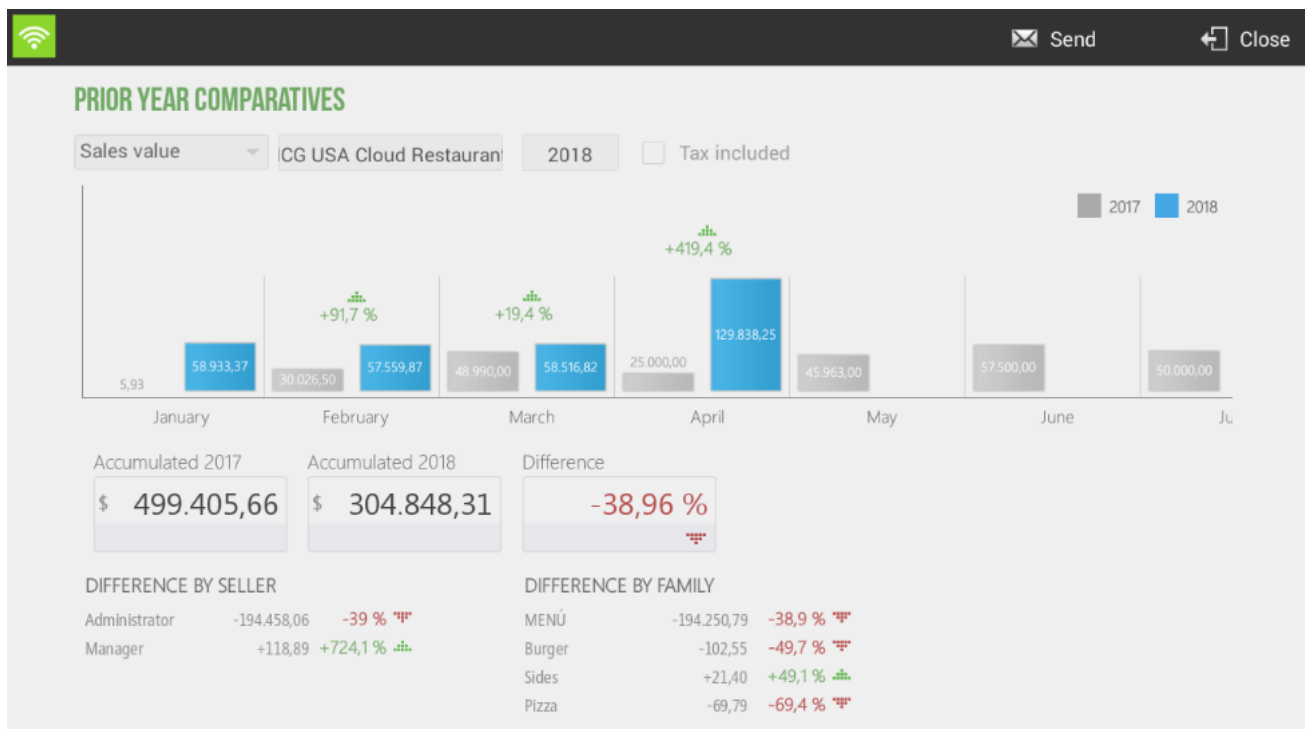 Send Close
PRIOR YEAR COMPARATIVES
Sales value CG USA Cloud Restauran 2018 Tax included
2017 2018
+419,4 %
+91,7 % +19,4 %
129.838,25
5,93 58.933,37 30.026,50 57.559,87 48.990,00 58.516,82 25.000,00 45.963,00 57.500,00 50.000,00
January February March April May June Ju
Accumulated 2017 Accumulated 2018 Difference
$ 499.405,66 $ 304.848,31 -38,96 %
DIFFERENCE BY SELLER DIFFERENCE BY FAMILY
Administrator -194.458,06 -39 % MENÚ -194.250,79 -38,9 %
Manager +118,89 +724,1 % Burger -102,55 -49,7 %
Sides +21,40 +49,1 %
Pizza -69,79 -69,4 %